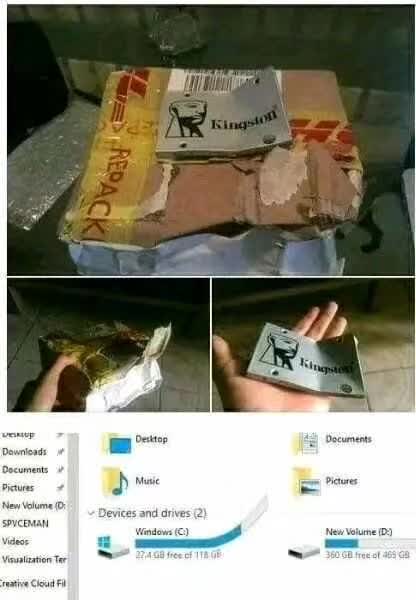 Kingston
REPACK
Kingston
Desktop
Downloads
Documents
Pictures
New Volume (D:
SPYCEMAN
Videos
Visualization Ter
Creative Cloud Fil
Desktop
Documents
Music
Pictures
Devices and drives (2)
Windows (C:)
27.4 GB free of 118 GB
New Volume (D:)
360 GB free of 465 GB